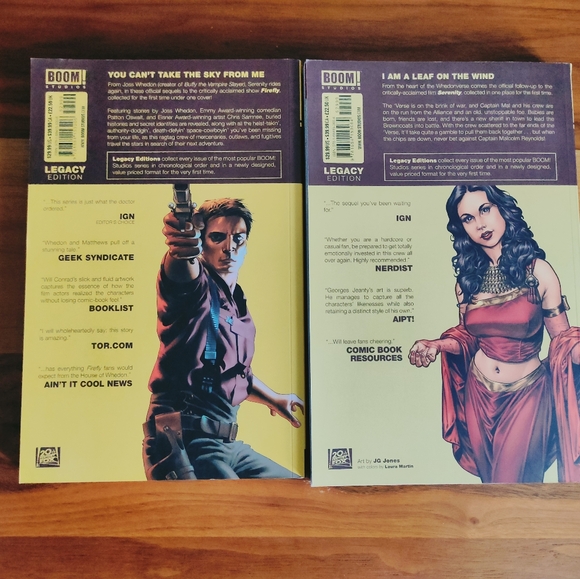 BOOM!
STUDIOS
LEGACY
EDITION
YOU CAN'T TAKE THE SKY FROM ME
From Joss Whedon (creator of Buffy the Vampire Slayer), Serenity rides
again, in these official sequels to the critically acclaimed show Firefly,
collected for the first time under one cover!
Featuring stories by Joss Whedon, Emmy Award-winning comedian
Patton Oswalt, and Eisner Award-winning artist Chris Samnee, buried
histories and secret identities are revealed, along with all the heist-takin',
authority-dodgin', death-defyin' space-cowboyin' you've been missing
from your life, as this ragtag crew of mercenaries, outlaws, and fugitives
travel the stars in search of their next adventure.
Legacy Editions collect every issue of the most popular BOOM!
Studios series in chronological order and in a newly designed,
value priced format for the very first time.
"...This series is just what the doctor
ordered."
IGN
EDITOR'S CHOICE
"Whedon and Matthews pull off a
stunning tale."
GEEK SYNDICATE
"Will Conrad's slick and fluid artwork
captures the essence of how the
film actors realized the characters
without losing comic book feel."
BOOKLIST
"I will wholeheartedly say this story
is amazing."
TOR.COM
"...has everything Firefly fans would
expect from the House of Whedon."
AIN'T IT COOL NEWS
20th
CENTURY
FOX
BOOM!
STUDIOS
LEGACY
EDITION
I AM A LEAF ON THE WIND
From the heart of the Whedonverse comes the official follow-up to the
critically-acclaimed film Serenity, collected in one place for the first time.
The 'Verse is on the brink of war, and Captain Mal and his crew are
on the run from the Alliance and an old, unstoppable foe. Babies are
born, friends are lost, and there's a new sheriff in town to lead the
Browncoats into battle. With the crew scattered to the far ends of the
'Verse, it'll take quite a gamble to pull them back together... but when
the chips are down, never bet against Captain Malcolm Reynolds!
Legacy Editions collect every issue of the most popular BOOM!
Studios series in chronological order and in a newly designed,
value priced format for the very first time.
"...The sequel you've been waiting
for."
IGN
"Whether you are a hardcore or
casual fan, be prepared to get totally
emotionally invested in this crew all
over again. Highly recommended."
NERDIST
"Georges Jeanty's art is superb.
He manages to capture all the
characters' likenesses while also
retaining a distinct style of his own."
AIPT!
"...Will leave fans cheering."
COMIC BOOK
RESOURCES
20th
CENTURY
FOX
Art by JG Jones
with colors by Laura Martin